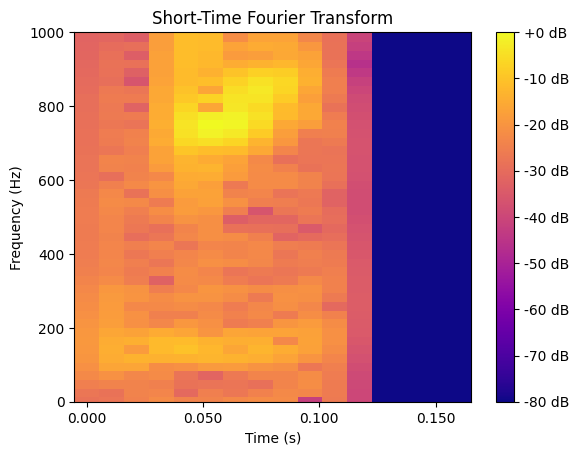 Short-Time Fourier Transform
1000
800
600
400
200
0
Frequency (Hz)
0.000
0.050
0.100
0.150
Time (s)
+0 dB
-10 dB
-20 dB
-30 dB
-40 dB
-50 dB
-60 dB
-70 dB
-80 dB